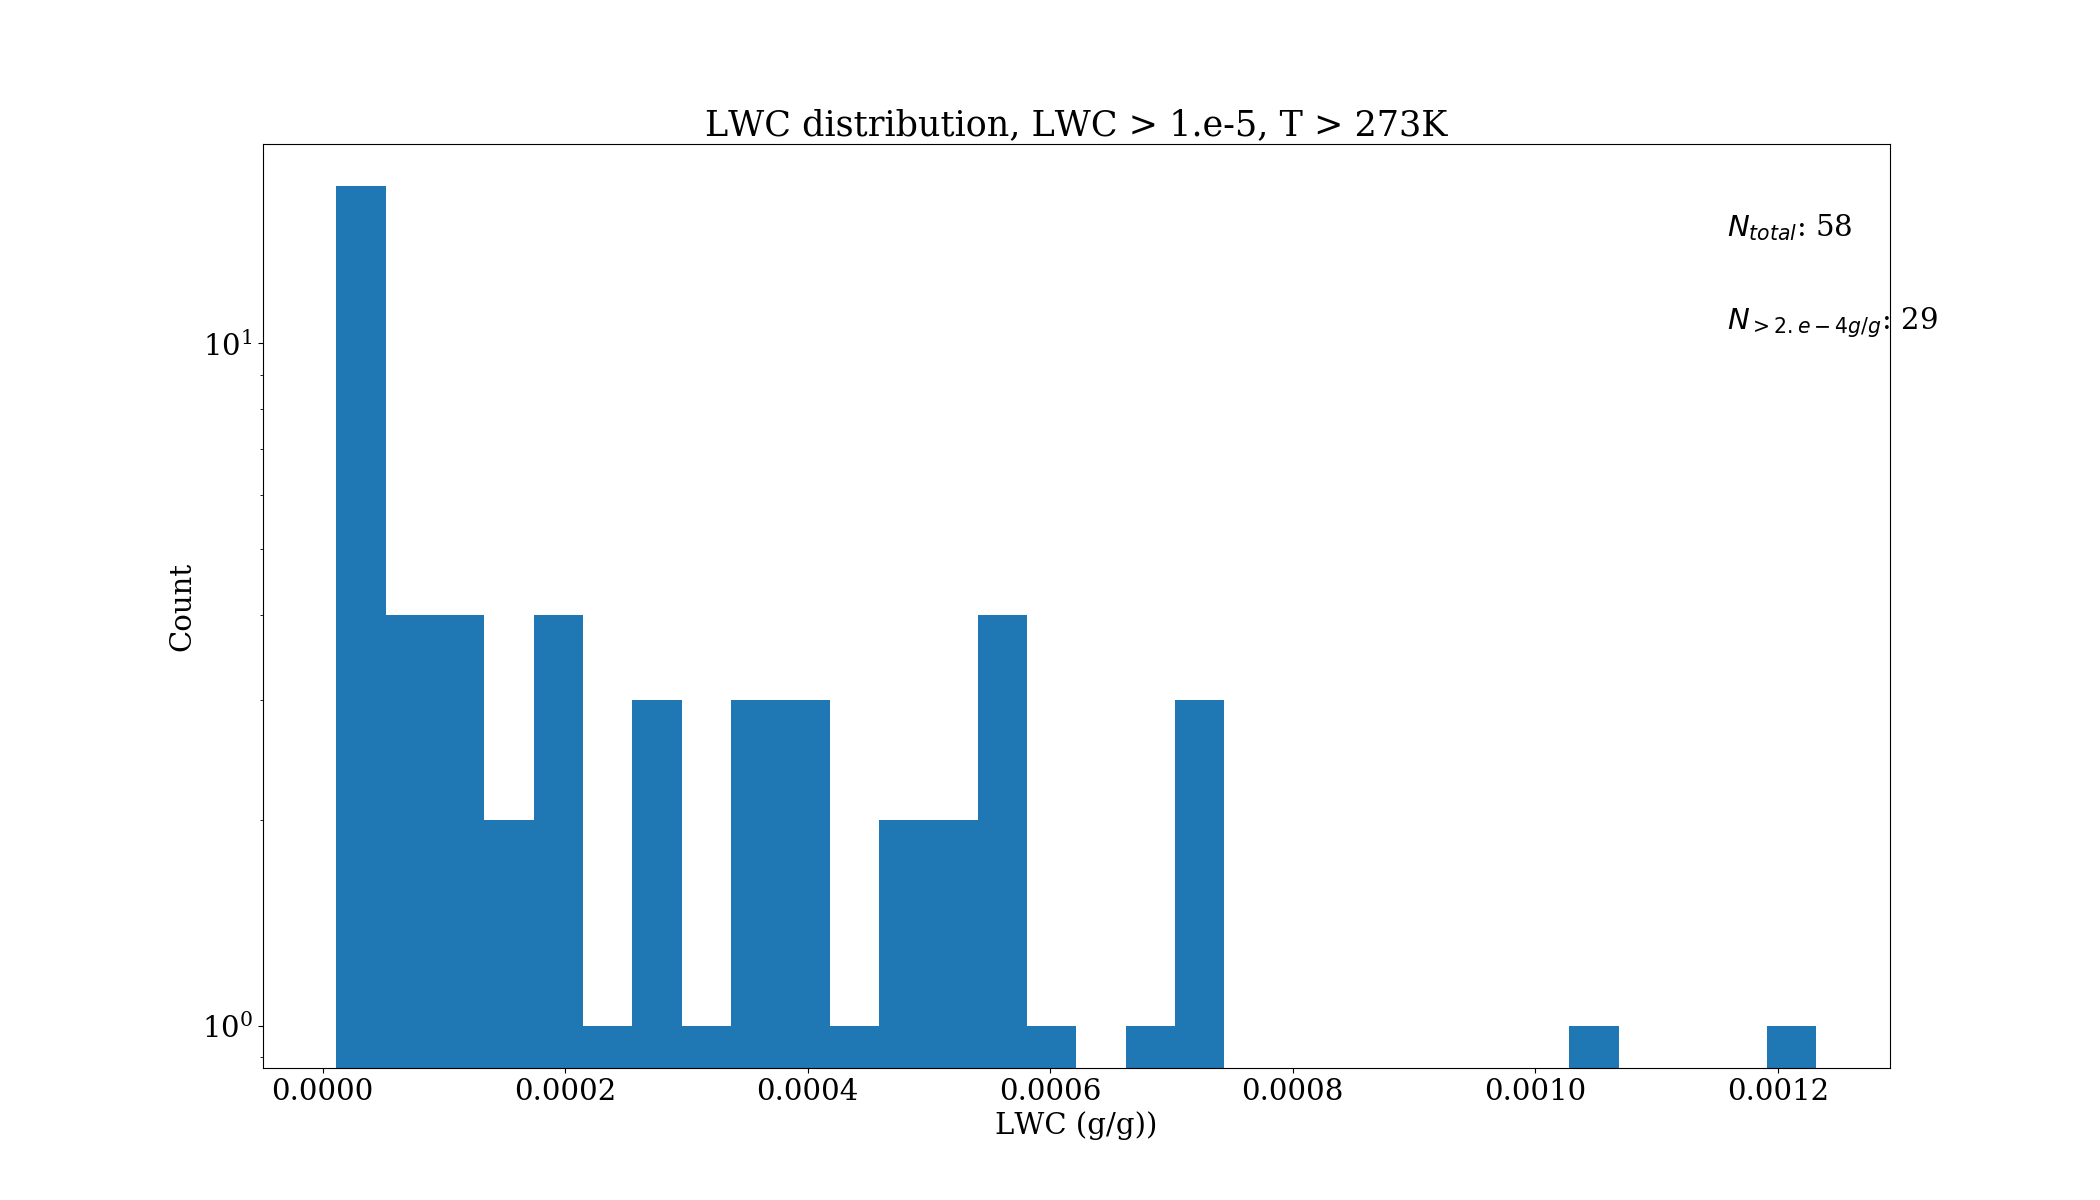 LWC distribution, LWC > 1.e-5, T > 273K
N_total: 58
N_>2.e-4g/g: 29
10^1
10^0
Count
0.0000 0.0002 0.0004 0.0006 0.0008 0.0010 0.0012
LWC (g/g))